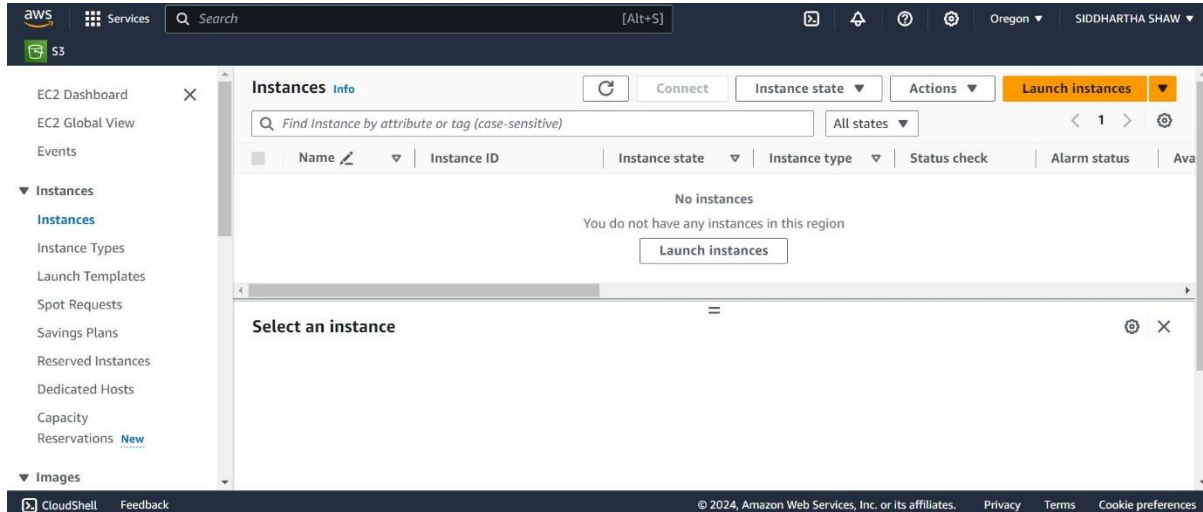 aws Services Search [Alt+S] Oregon ▼ SIDDHARTHA SHAW ▼
S3
EC2 Dashboard
EC2 Global View
Events
▼ Instances
Instances
Instance Types
Launch Templates
Spot Requests
Savings Plans
Reserved Instances
Dedicated Hosts
Capacity
Reservations New
▼ Images
Instances Info Connect Instance state ▼ Actions ▼ Launch instances ▼
Find Instance by attribute or tag (case-sensitive) All states ▼ < 1 >
Name Instance ID Instance state Instance type Status check Alarm status Ava
No instances
You do not have any instances in this region
Launch instances
Select an instance
CloudShell Feedback © 2024, Amazon Web Services, Inc. or its affiliates. Privacy Terms Cookie preferences